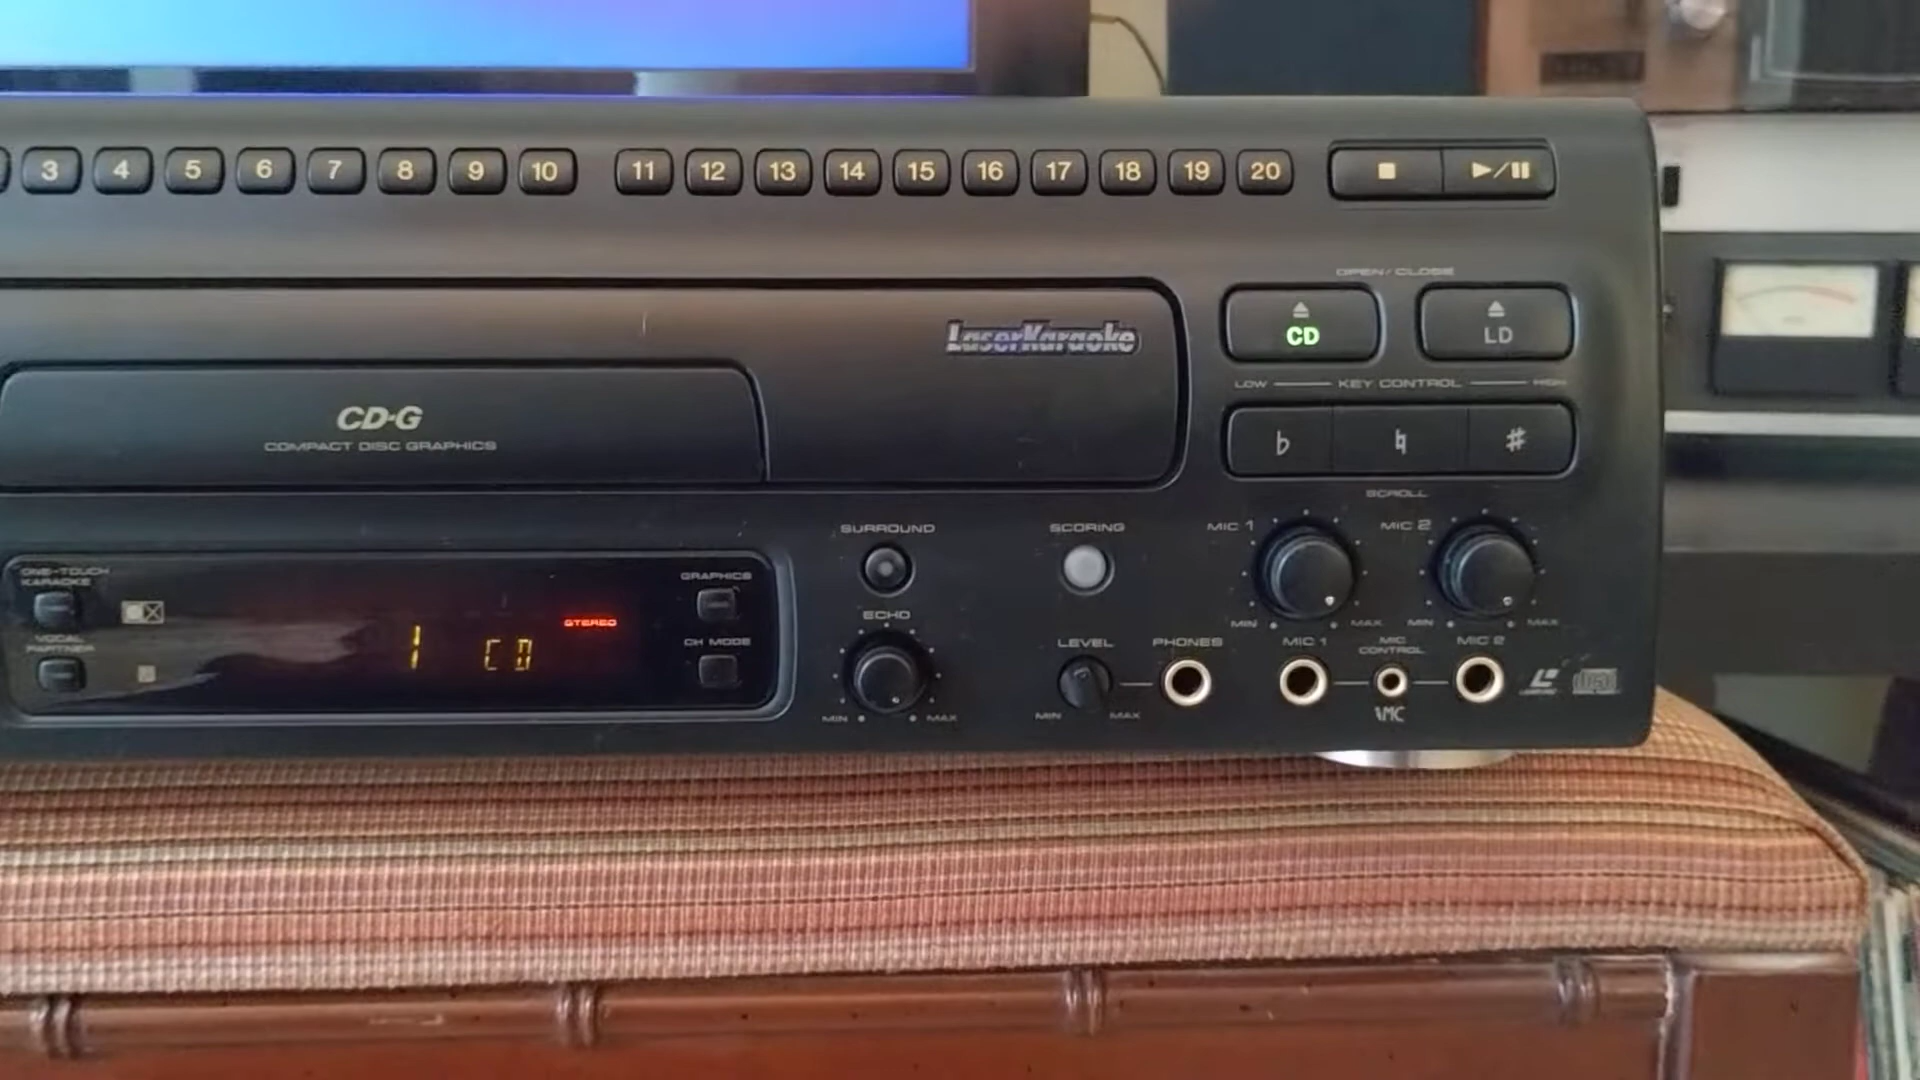 3 4 5 6 7 8 9 10 11 12 13 14 15 16 17 18 19 20
OPEN/CLOSE
LaserKaraoke
CD LD
LOW KEY CONTROL HIGH
CD-G
COMPACT DISC GRAPHICS
♭ ♮ ♯
SCROLL
SURROUND SCORING MIC 1 MIC 2
ONE-TOUCH
KARAOKE
GRAPHICS
STEREO
ECHO
MIN MAX MIN MAX
VOCAL
PARTNER
1 CD
CH MODE
LEVEL PHONES MIC 1 MIC
CONTROL MIC 2
MIN MAX MIN MAX